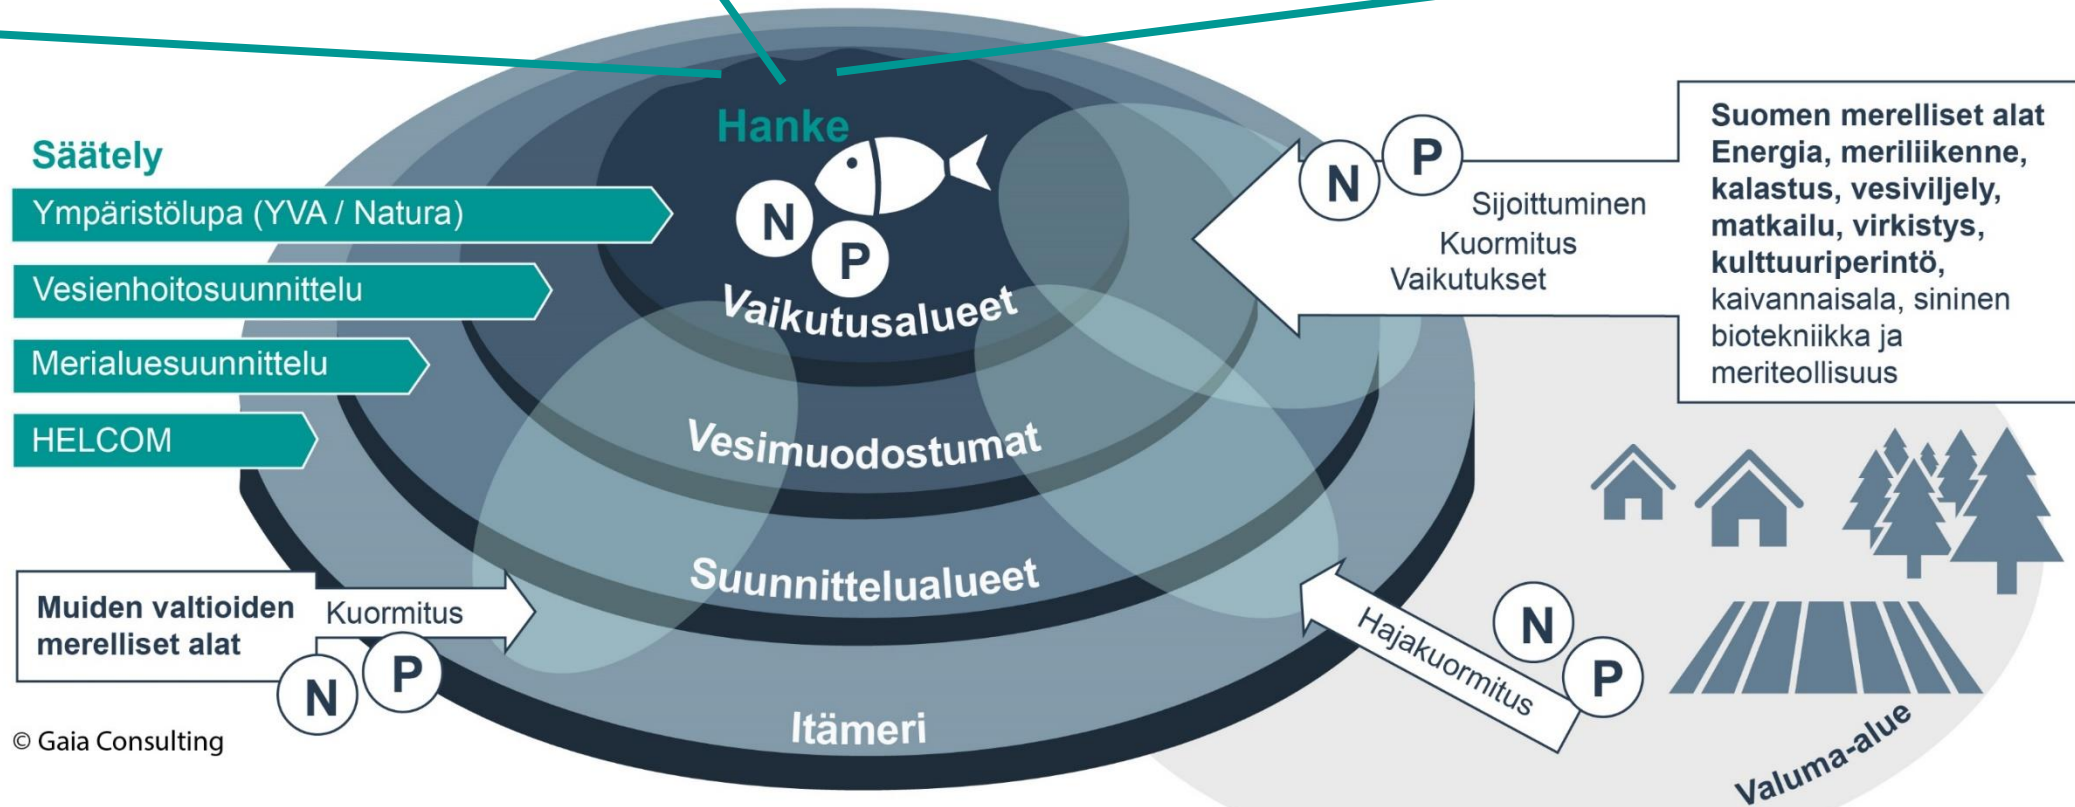 Säätely
Ympäristölupa (YVA / Natura)
Vesienhoitosuunnittelu
Merialuesuunnittelu
HELCOM
Hanke
N
P
Vaikutusalueet
Vesimuodostumat
Suunnittelualueet
Itämeri
N
P
Sijoittuminen
Kuormitus
Vaikutukset
Suomen merelliset alat
Energia, meriliikenne,
kalastus, vesiviljely,
matkailu, virkistys,
kulttuuriperintö,
kaivannaisala, sininen
biotekniikka ja
meriteollisuus
Muiden valtioiden
merelliset alat
Kuormitus
N
P
Hajakuormitus
N
P
Valuma-alue
© Gaia Consulting